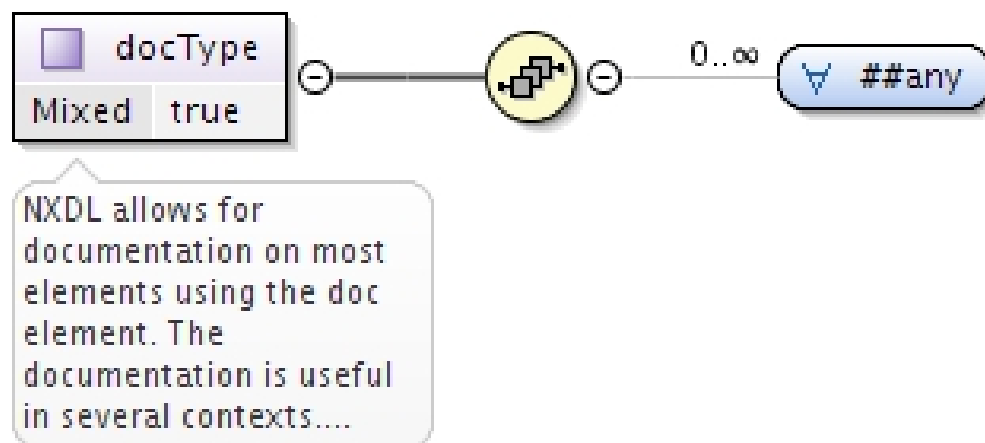 docType
Mixed true
0..∞
∀ ##any
NXDL allows for
documentation on most
elements using the doc
element. The
documentation is useful
in several contexts....